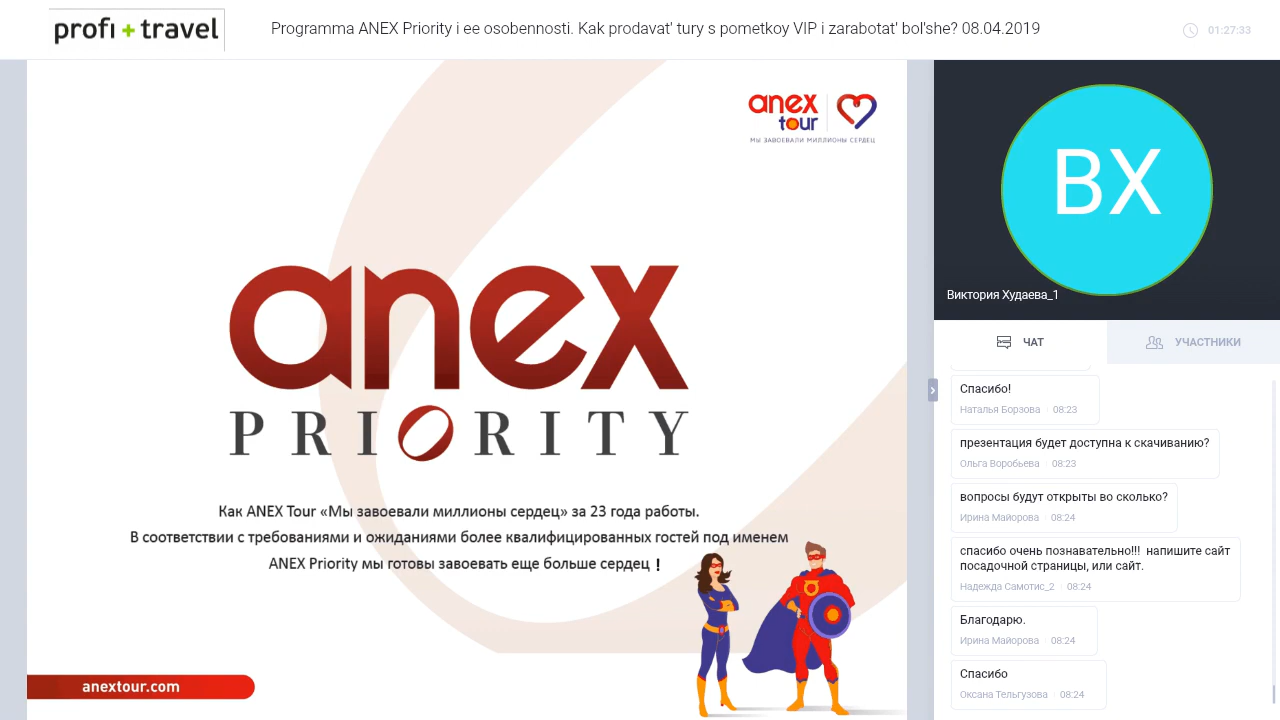 profi + travel
Programma ANEX Priority i ee osobennosti. Kak prodavat' tury s pometkoy VIP i zarabotat' bol'she? 08.04.2019
01:27:33
anex
tour
МЫ ЗАВОЕВАЛИ МИЛЛИОНЫ СЕРДЕЦ
anex
PRIORITY
Как ANEX Tour «Мы завоевали миллионы сердец» за 23 года работы.
В соответствии с требованиями и ожиданиями более квалифицированных гостей под именем
ANEX Priority мы готовы завоевать еще больше сердец !
anextour.com
ВХ
Виктория Худаева_1
ЧАТ
УЧАСТНИКИ
Спасибо!
Наталья Борзова · 08:23
презентация будет доступна к скачиванию?
Ольга Воробьева · 08:23
вопросы будут открыты во сколько?
Ирина Майорова · 08:24
спасибо очень познавательно!!! напишите сайт
посадочной страницы, или сайт.
Надежда Самотис_2 · 08:24
Благодарю.
Ирина Майорова · 08:24
Спасибо
Оксана Тельгузова · 08:24